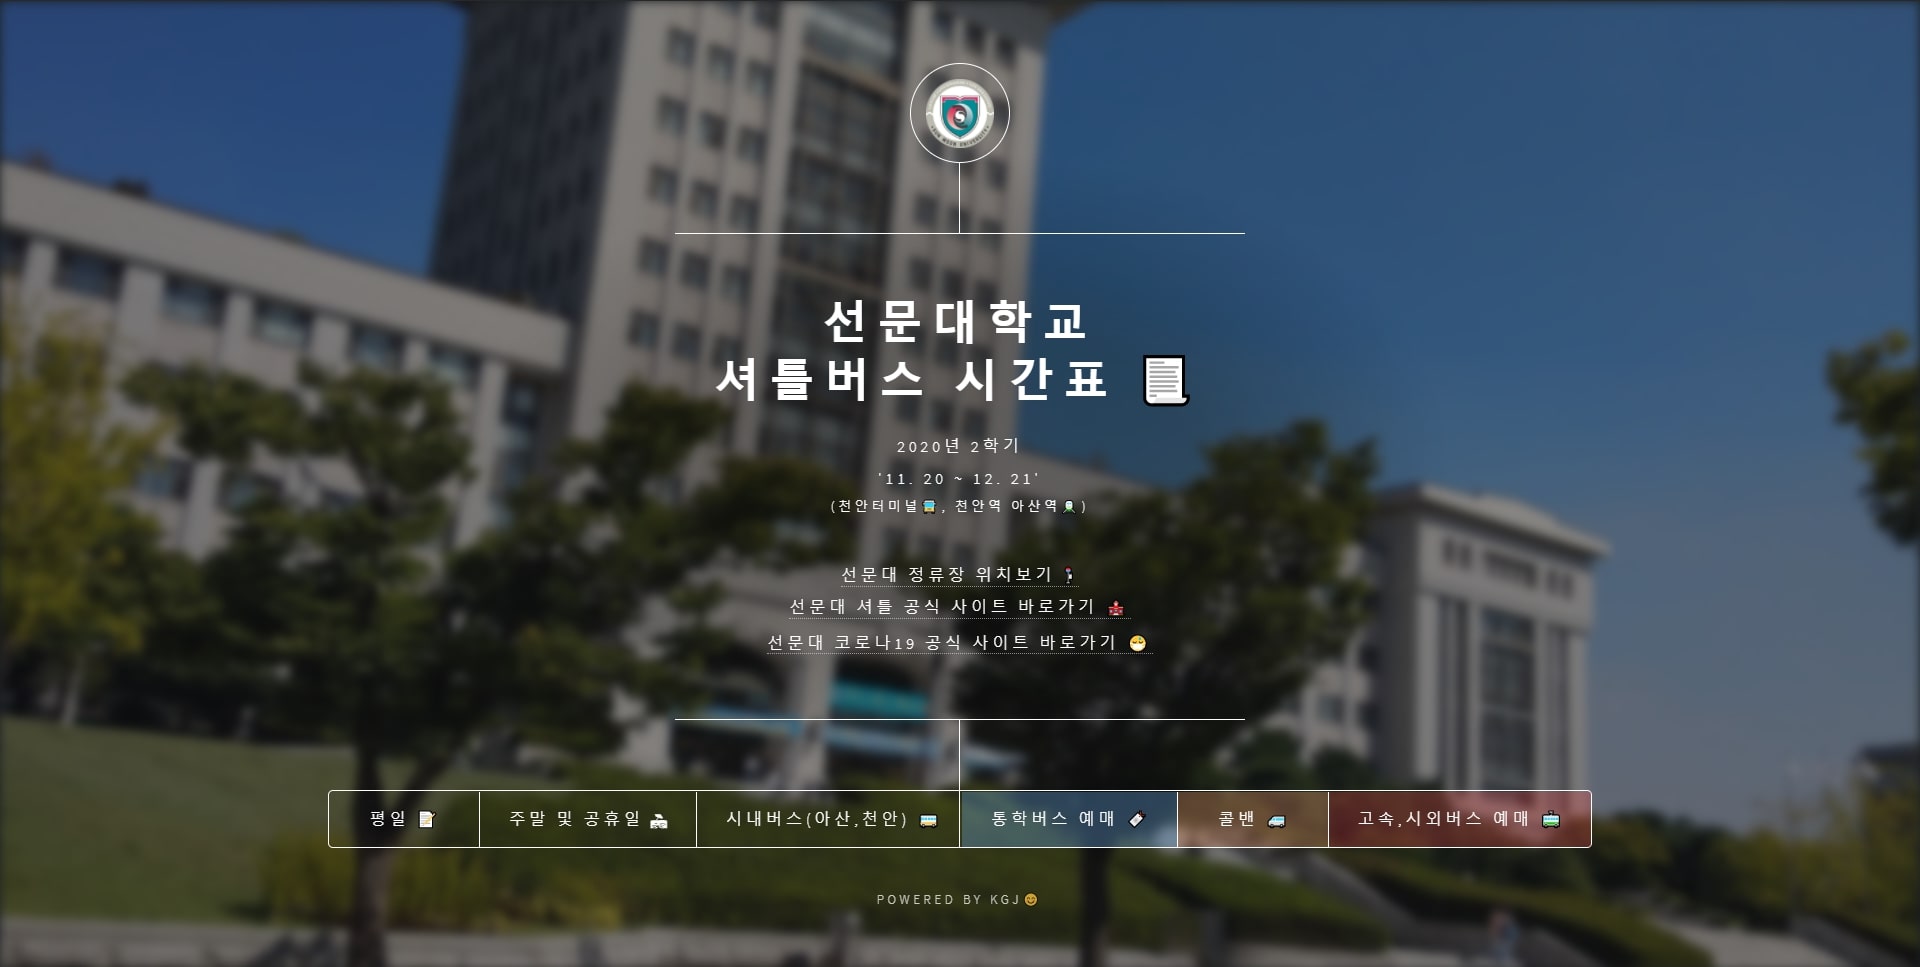 선문대학교
셔틀버스 시간표
2020년 2학기
'11. 20 ~ 12. 21'
(천안터미널, 천안역 아산역)
선문대 정류장 위치보기
선문대 셔틀 공식 사이트 바로가기
선문대 코로나19 공식 사이트 바로가기
평일
주말 및 공휴일
시내버스(아산,천안)
통학버스 예매
콜밴
고속,시외버스 예매
POWERED BY KGJ